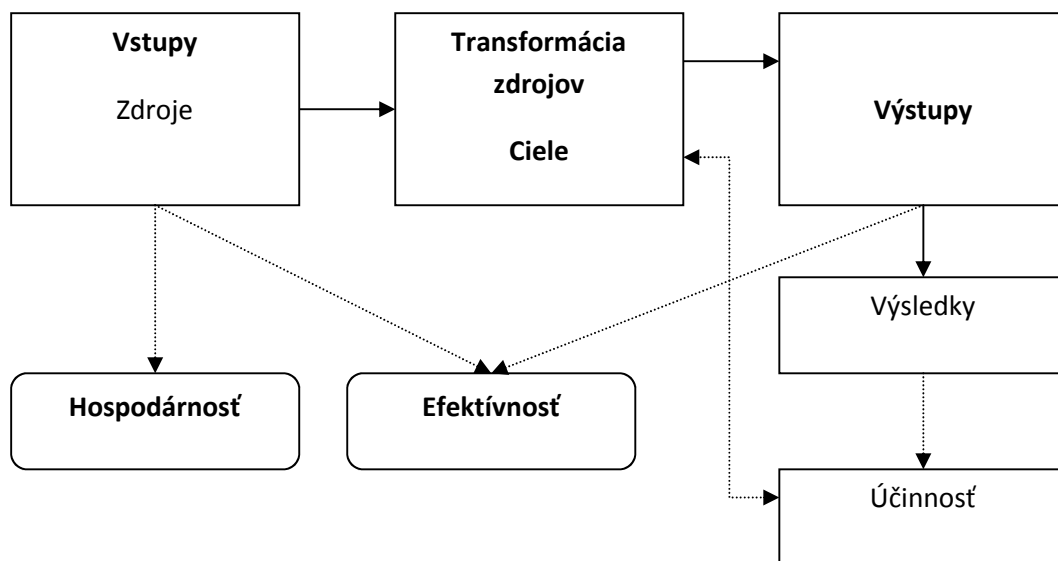 Vstupy
Zdroje
Transformácia
zdrojov
Ciele
Výstupy
Výsledky
Hospodárnosť
Efektívnosť
Účinnosť